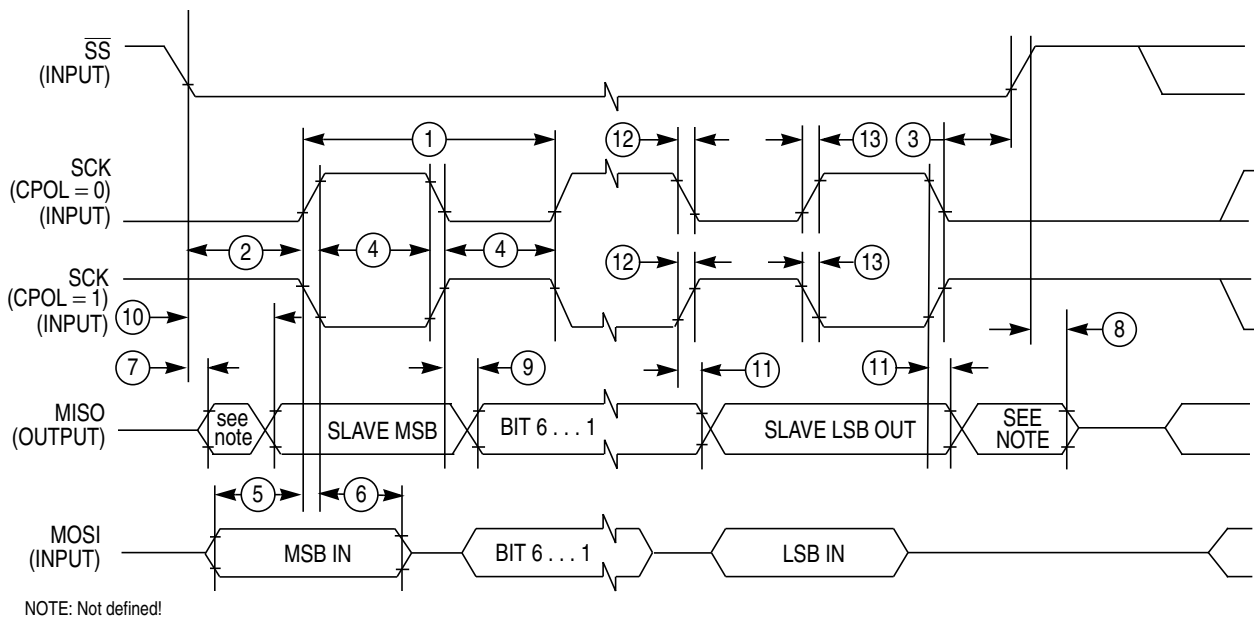 SS
(INPUT)
1
12
13
3
SCK
(CPOL = 0)
(INPUT)
2
4
4
12
13
SCK
(CPOL = 1)
(INPUT)
10
8
7
9
11
11
MISO
(OUTPUT)
see
note
SLAVE MSB
BIT 6 . . . 1
SLAVE LSB OUT
SEE
NOTE
5
6
MOSI
(INPUT)
MSB IN
BIT 6 . . . 1
LSB IN
NOTE: Not defined!